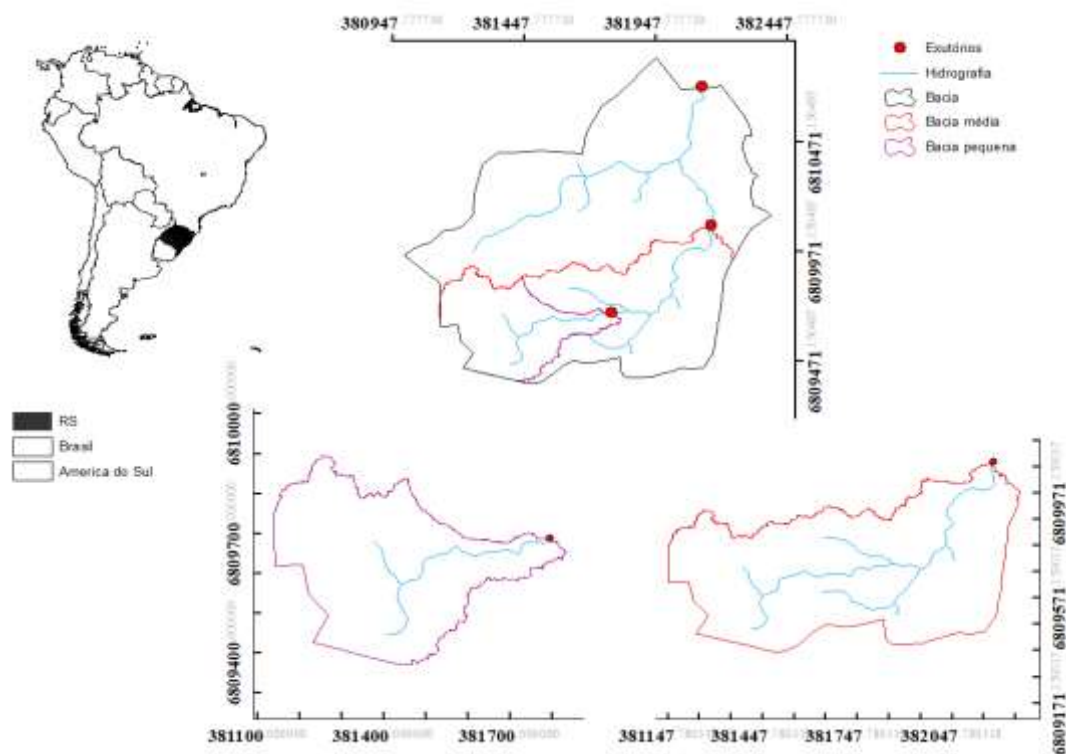 380947 381447 381947 382447
Exutórios
Hidrografia
Bacia
Bacia média
Bacia pequena
6810471
6809971
6809471
RS
Brasil
America do Sul
6810000
6809700
6809400
381100 381400 381700
6809971
6809571
6809171
381147 381447 381747 382047